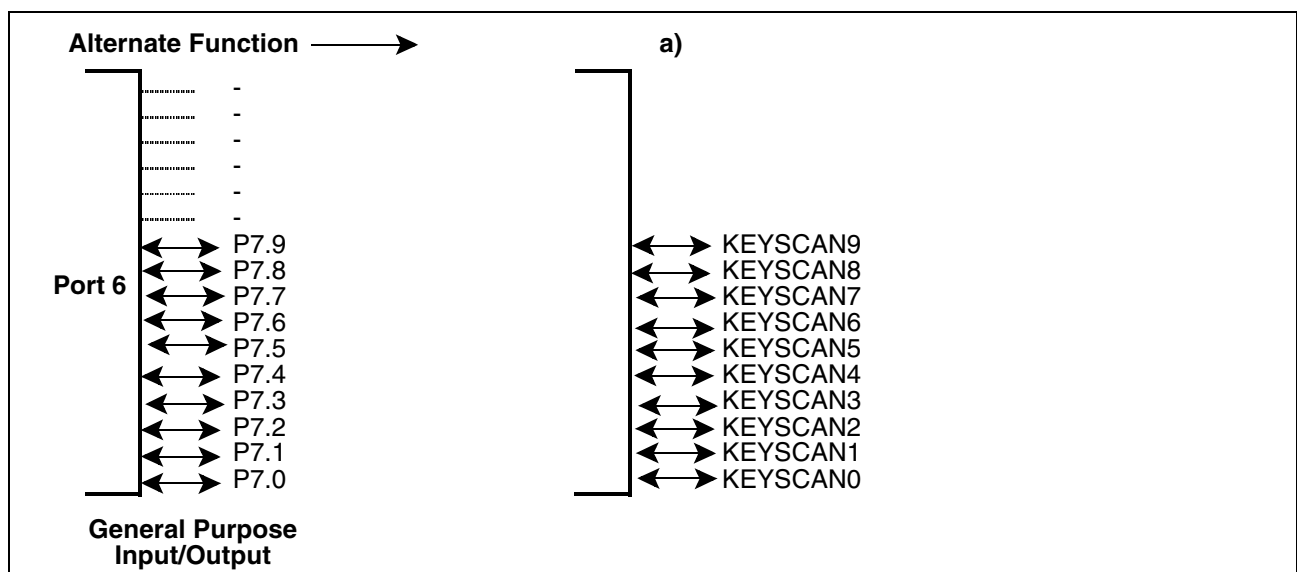 Alternate Function a)
-
-
-
-
-
-
P7.9 KEYSCAN9
P7.8 KEYSCAN8
Port 6
P7.7 KEYSCAN7
P7.6 KEYSCAN6
P7.5 KEYSCAN5
P7.4 KEYSCAN4
P7.3 KEYSCAN3
P7.2 KEYSCAN2
P7.1 KEYSCAN1
P7.0 KEYSCAN0
General Purpose
Input/Output